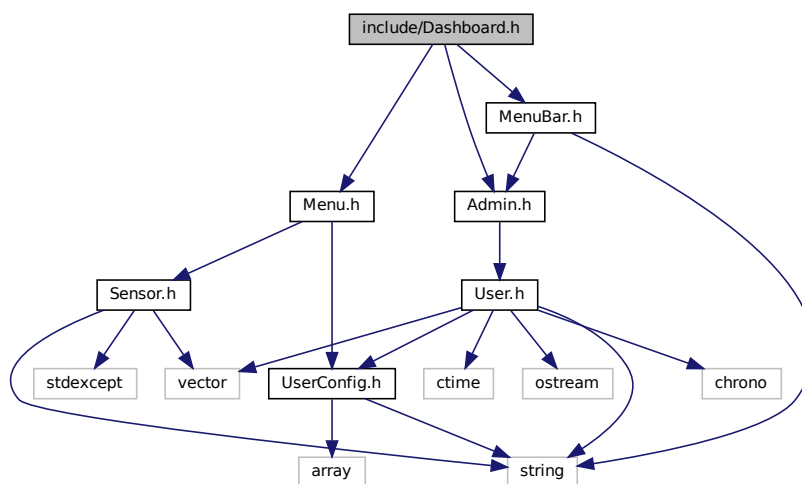 include/Dashboard.h
MenuBar.h
Menu.h
Admin.h
Sensor.h
User.h
stdexcept
vector
UserConfig.h
ctime
ostream
chrono
array
string